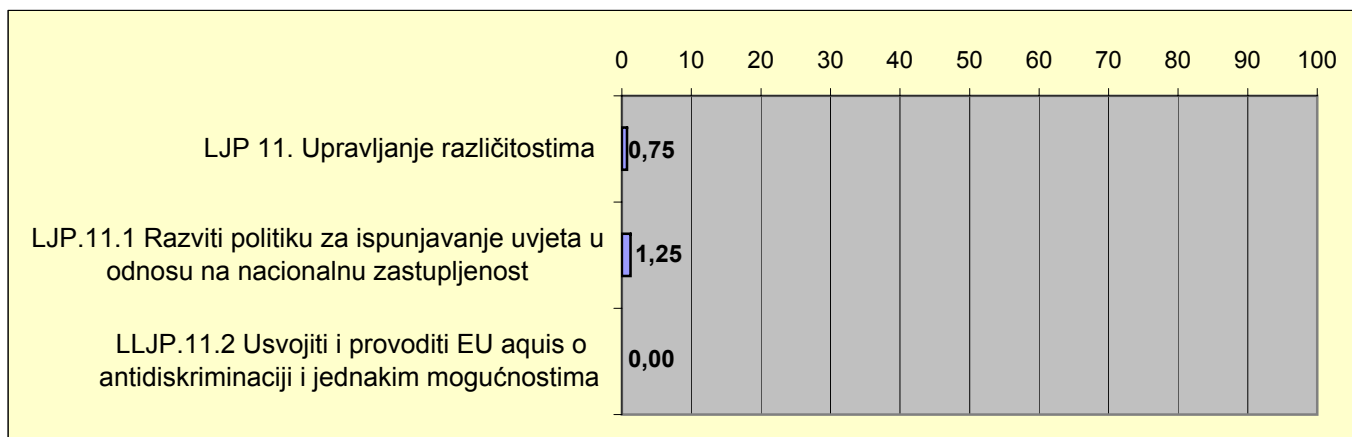 0 10 20 30 40 50 60 70 80 90 100
LJP 11. Upravljanje različitostima
0,75
LJP.11.1 Razviti politiku za ispunjavanje uvjeta u
odnosu na nacionalnu zastupljenost
1,25
LLJP.11.2 Usvojiti i provoditi EU aquis o
antidiskriminaciji i jednakim mogućnostima
0,00